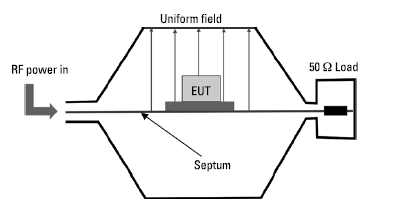 Uniform field
RF power in
50 Ω Load
EUT
Septum